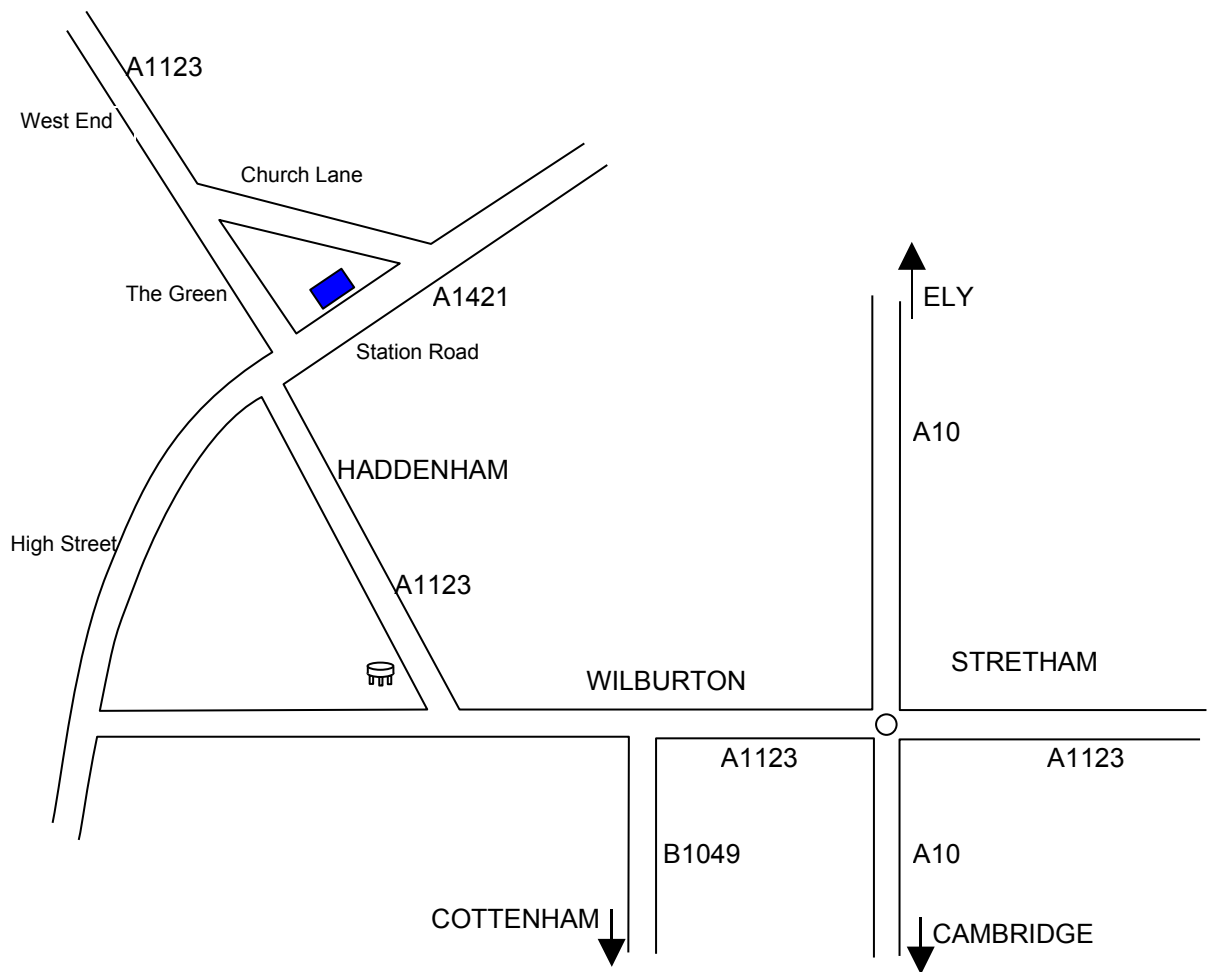 A1123
West End
Church Lane
The Green
A1421
ELY
Station Road
A10
HADDENHAM
High Street
A1123
STRETHAM
WILBURTON
A1123
A1123
B1049
A10
COTTENHAM
CAMBRIDGE